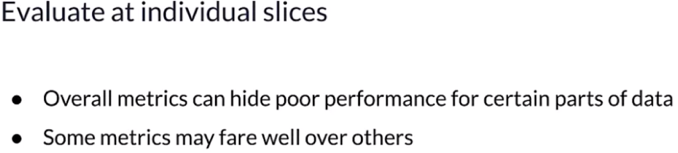 Evaluate at individual slices
● Overall metrics can hide poor performance for certain parts of data
● Some metrics may fare well over others